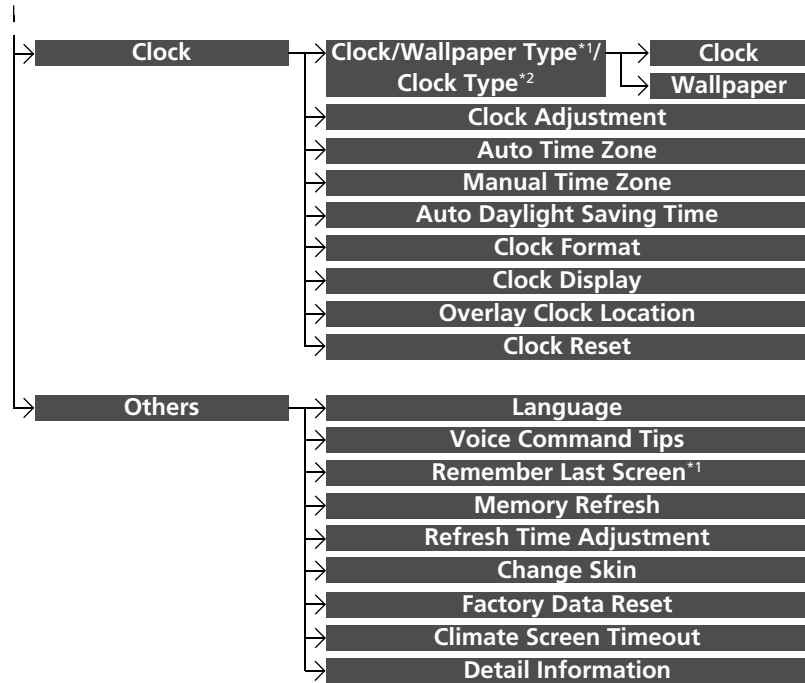 Clock
Clock/Wallpaper Type*1/
Clock Type*2
Clock
Wallpaper
Clock Adjustment
Auto Time Zone
Manual Time Zone
Auto Daylight Saving Time
Clock Format
Clock Display
Overlay Clock Location
Clock Reset
Others
Language
Voice Command Tips
Remember Last Screen*1
Memory Refresh
Refresh Time Adjustment
Change Skin
Factory Data Reset
Climate Screen Timeout
Detail Information